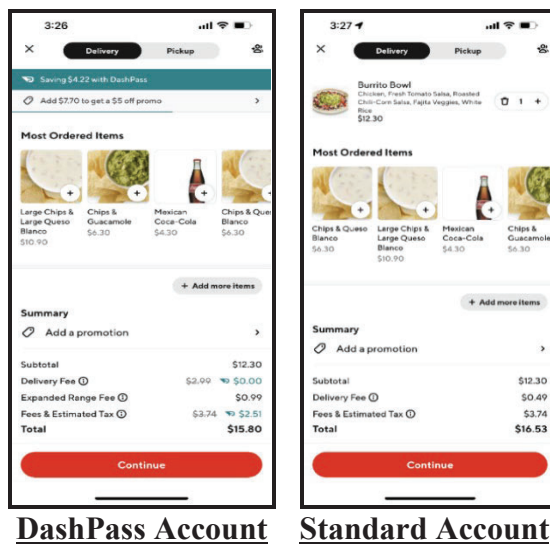 3:26
Delivery Pickup
Saving $4.22 with DashPass
Add $7.70 to get a $5 off promo
Most Ordered Items
Large Chips & Large Queso Blanco $10.90
Chips & Guacamole $6.30
Mexican Coca-Cola $4.30
Chips & Que Blanco $6.30
+ Add more items
Summary
Add a promotion
Subtotal $12.30
Delivery Fee $2.99 $0.00
Expanded Range Fee $0.99
Fees & Estimated Tax $3.74 $2.51
Total $15.80
Continue
DashPass Account
3:27
Delivery Pickup
Burrito Bowl
Chicken, Fresh Tomato Salsa, Roasted
Chili-Corn Salsa, Fajita Veggies, White
Rice
$12.30
1 +
Most Ordered Items
Chips & Queso Blanco $6.30
Large Chips & Large Queso Blanco $10.90
Mexican Coca-Cola $4.30
Chips & Guacamole $6.30
+ Add more items
Summary
Add a promotion
Subtotal $12.30
Delivery Fee $0.49
Fees & Estimated Tax $3.74
Total $16.53
Continue
Standard Account